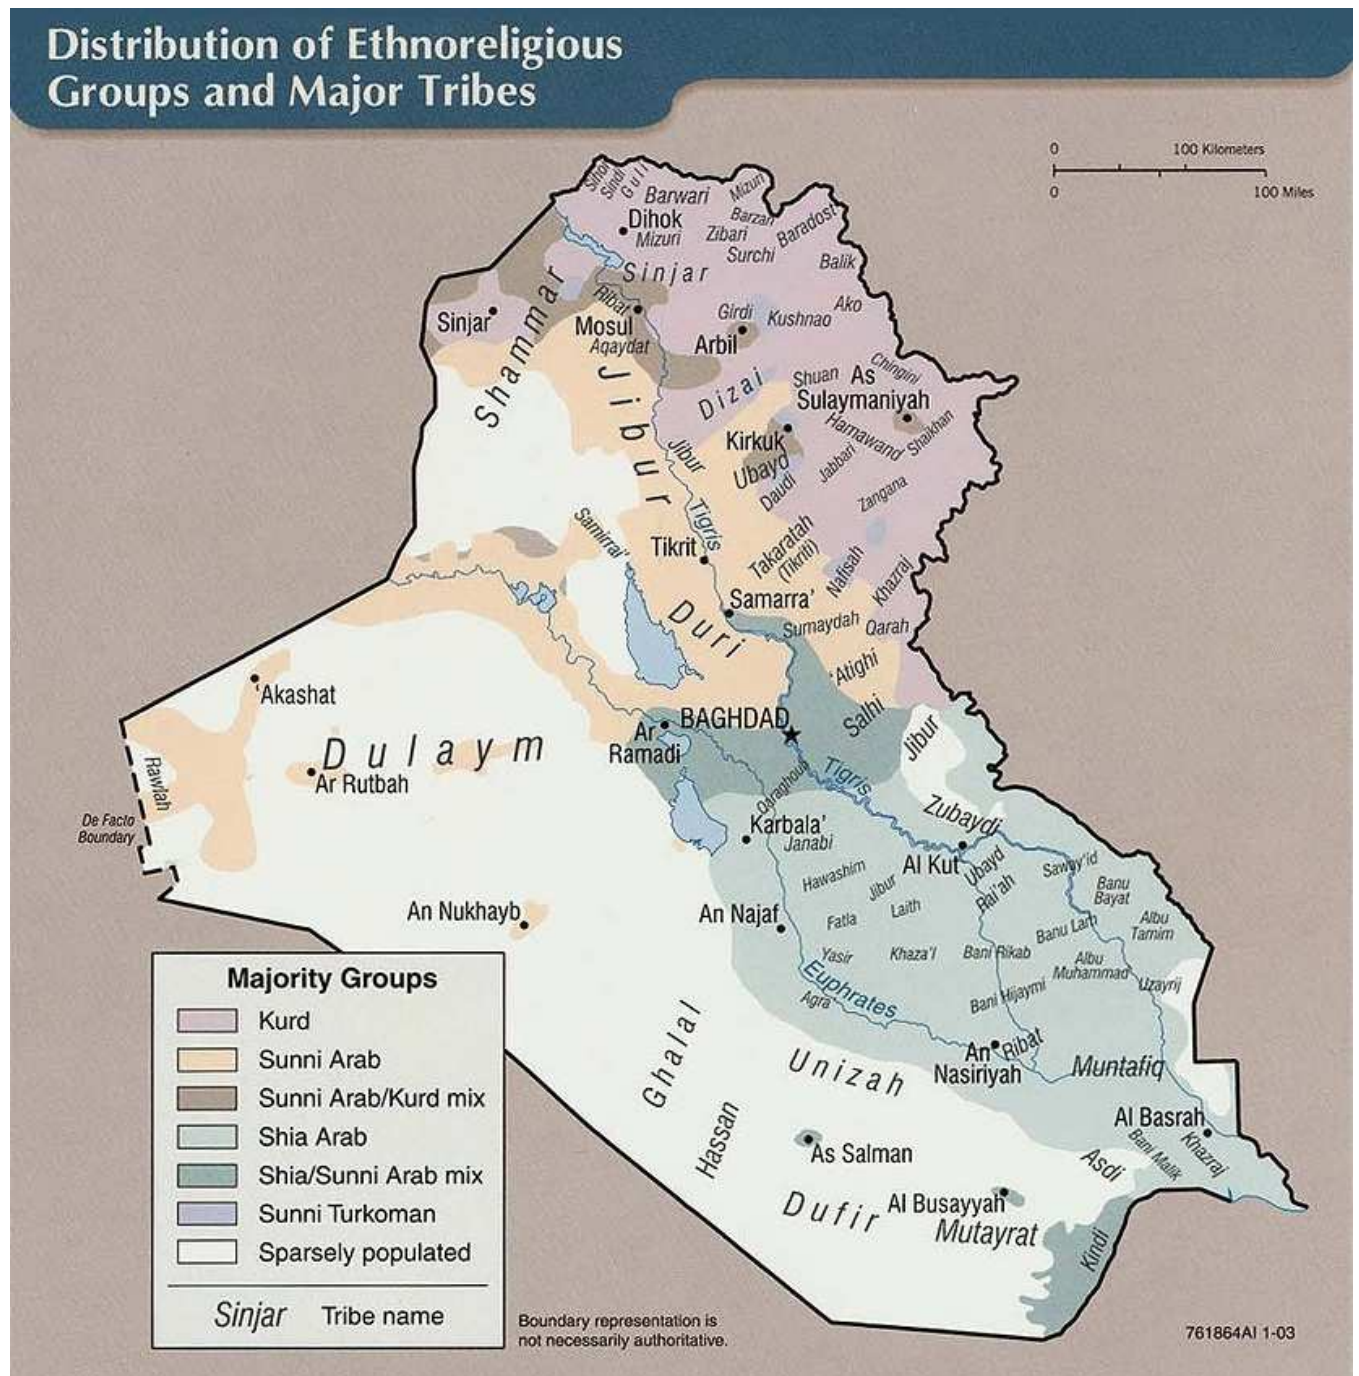 Distribution of Ethnoreligious
Groups and Major Tribes
0 100 Kilometers
0 100 Miles
Sihor
Sindi
Guli
Barwari
Mizuri
Dihok
Mizuri
Barzan
Zibari
Baradost
Surchi
Balik
Sinjar
Shammar
Ribat
Sinjar
Mosul
Aqaydat
Girdi
Kushnao
Ako
Arbil
Jibur
Dizai
Shuan
As
Sulaymaniyah
Chingini
Hamawand
Shaikhan
Kirkuk
Jibur
Ubayd
Daudi
Jabbari
Zangana
Tigris
Samirrai'
Tikrit
Takaratah
(Tikriti)
Nafisah
Khazraj
Samarra'
Duri
Sumaydah
Qarah
'Atighi
'Akashat
Salhi
BAGHDAD
Ar
Ramadi
Jibur
Dulaym
Ar Rutbah
Rawlah
De Facto
Boundary
Tigris
Qaraghoul
Zubaydi
Karbala'
Janabi
Al Kut
Ubayd
Rai'ah
Saway'id
Banu
Bayat
Hawashim
Jibur
Laith
An Nukhayb
An Najaf
Fatla
Albu
Tamim
Banu Lam
Yasir
Khaza'l
Bani Rikab
Albu
Muhammad
Uzayrij
Euphrates
Agra'
Bani Hijaymi
Ghalal
Unizah
An
Nasiriyah
Ribat
Muntafiq
Hassan
Al Basrah
Bani Malik
Khazraj
As Salman
Asdi
Dufir
Al Busayyah
Mutayrat
Kindi
Majority Groups
Kurd
Sunni Arab
Sunni Arab/Kurd mix
Shia Arab
Shia/Sunni Arab mix
Sunni Turkoman
Sparsely populated
Sinjar Tribe name
Boundary representation is
not necessarily authoritative.
761864AI 1-03